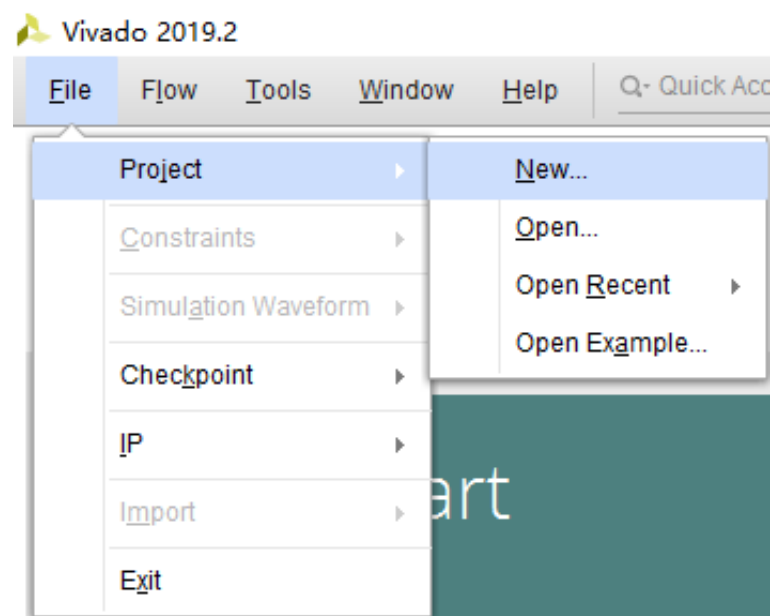 Vivado 2019.2
File Flow Tools Window Help Q- Quick Acc
Project
Constraints
Simulation Waveform
Checkpoint
IP
Import
Exit
New...
Open...
Open Recent
Open Example...
art